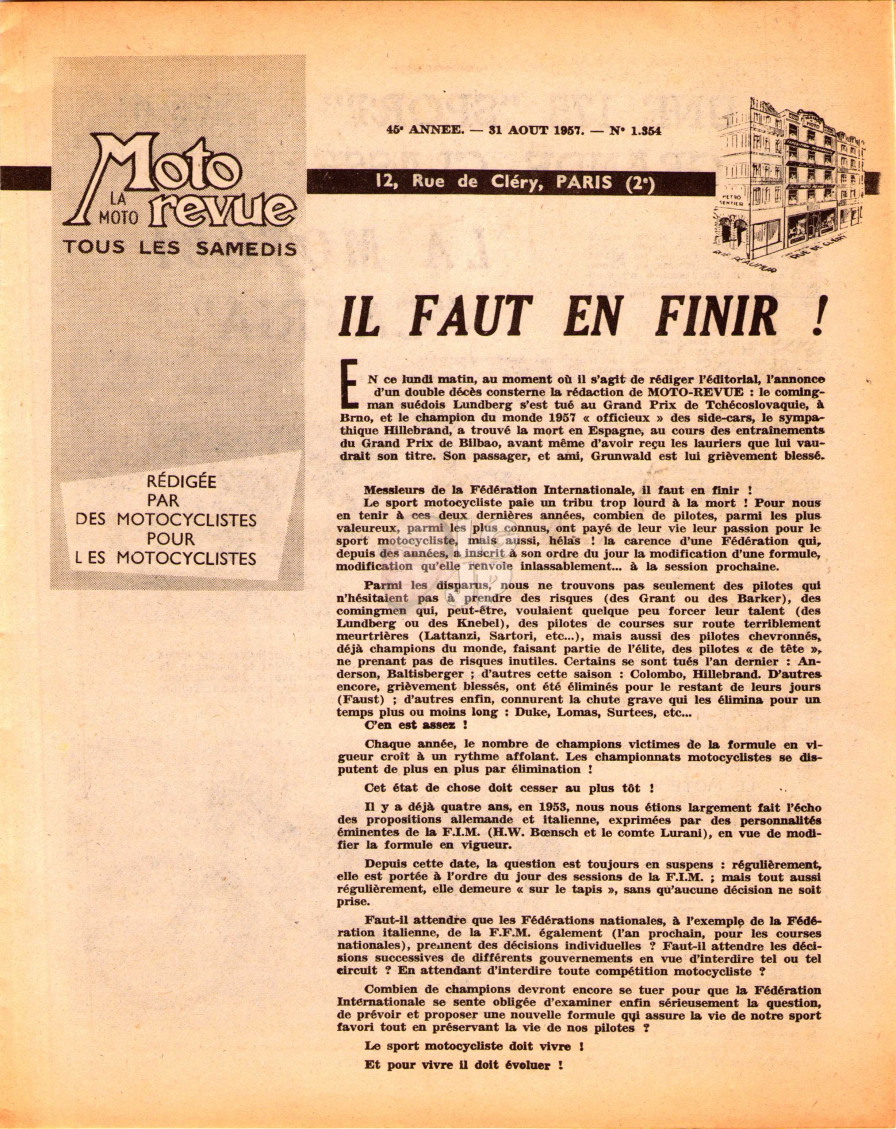 45e ANNEE. — 31 AOUT 1957. — No 1.354
12, Rue de Cléry, PARIS (2e)
METRO
SENTIER
RUE REAUMUR
RUE DE CLERY
Moto
LA
MOTO
revue
TOUS LES SAMEDIS
RÉDIGÉE
PAR
DES MOTOCYCLISTES
POUR
LES MOTOCYCLISTES
IL FAUT EN FINIR !
EN ce lundi matin, au moment où il s'agit de rédiger l'éditorial, l'annonce
d'un double décès consterne la rédaction de MOTO-REVUE : le coming-
man suédois Lundberg s'est tué au Grand Prix de Tchécoslovaquie, à
Brno, et le champion du monde 1957 « officieux » des side-cars, le sympa-
thique Hillebrand, a trouvé la mort en Espagne, au cours des entraînements
du Grand Prix de Bilbao, avant même d'avoir reçu les lauriers que lui vau-
drait son titre. Son passager, et ami, Grunwald est lui grièvement blessé.
Messieurs de la Fédération Internationale, il faut en finir !
Le sport motocycliste paie un tribu trop lourd à la mort ! Pour nous
en tenir à ces deux dernières années, combien de pilotes, parmi les plus
valeureux, parmi les plus connus, ont payé de leur vie leur passion pour le
sport motocycliste, mais aussi, hélas ! la carence d'une Fédération qui,
depuis des années, a inscrit à son ordre du jour la modification d'une formule,
modification qu'elle renvoie inlassablement... à la session prochaine.
Parmi les disparus, nous ne trouvons pas seulement des pilotes qui
n'hésitaient pas à prendre des risques (des Grant ou des Barker), des
comingmen qui, peut-être, voulaient quelque peu forcer leur talent (des
Lundberg ou des Knebel), des pilotes de courses sur route terriblement
meurtrières (Lattanzi, Sartori, etc...), mais aussi des pilotes chevronnés,
déjà champions du monde, faisant partie de l'élite, des pilotes « de tête »,
ne prenant pas de risques inutiles. Certains se sont tués l'an dernier : An-
derson, Baltisberger ; d'autres cette saison : Colombo, Hillebrand. D'autres
encore, grièvement blessés, ont été éliminés pour le restant de leurs jours
(Faust) ; d'autres enfin, connurent la chute grave qui les élimina pour un
temps plus ou moins long : Duke, Lomas, Surtees, etc...
C'en est assez !
Chaque année, le nombre de champions victimes de la formule en vi-
gueur croît à un rythme affolant. Les championnats motocyclistes se dis-
putent de plus en plus par élimination !
Cet état de chose doit cesser au plus tôt !
Il y a déjà quatre ans, en 1953, nous nous étions largement fait l'écho
des propositions allemande et italienne, exprimées par des personnalités
éminentes de la F.I.M. (H.W. Bœnsch et le comte Lurani), en vue de modi-
fier la formule en vigueur.
Depuis cette date, la question est toujours en suspens : régulièrement,
elle est portée à l'ordre du jour des sessions de la F.I.M. ; mais tout aussi
régulièrement, elle demeure « sur le tapis », sans qu'aucune décision ne soit
prise.
Faut-il attendre que les Fédérations nationales, à l'exemple de la Fédé-
ration italienne, de la F.F.M. également (l'an prochain, pour les courses
nationales), prennent des décisions individuelles ? Faut-il attendre les déci-
sions successives de différents gouvernements en vue d'interdire tel ou tel
circuit ? En attendant d'interdire toute compétition motocycliste ?
Combien de champions devront encore se tuer pour que la Fédération
Internationale se sente obligée d'examiner enfin sérieusement la question,
de prévoir et proposer une nouvelle formule qui assure la vie de notre sport
favori tout en préservant la vie de nos pilotes ?
Le sport motocycliste doit vivre !
Et pour vivre il doit évoluer !